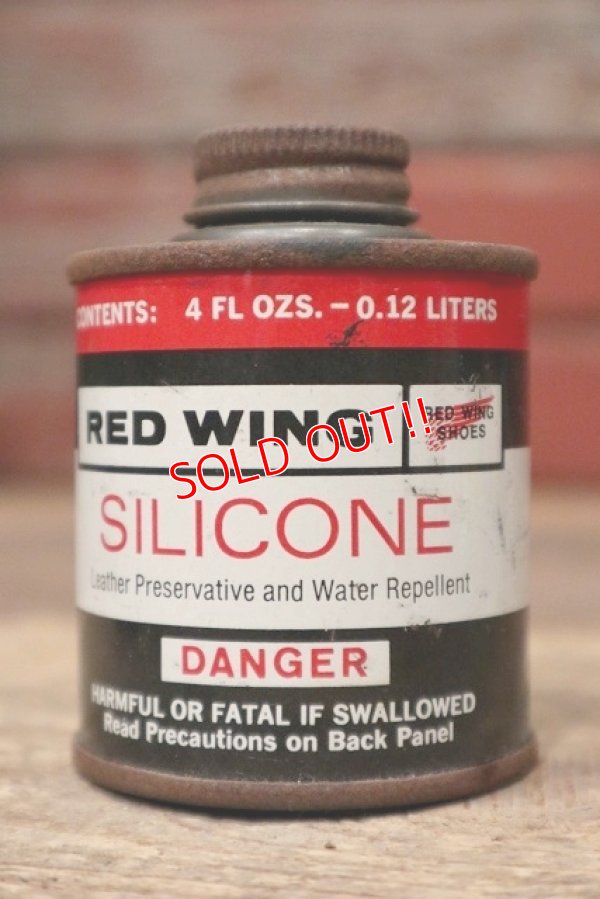 CONTENTS: 4 FL OZS. – 0.12 LITERS
RED WING
RED WING
SHOES
SOLD OUT!!
SILICONE
Leather Preservative and Water Repellent
DANGER
HARMFUL OR FATAL IF SWALLOWED
Read Precautions on Back Panel